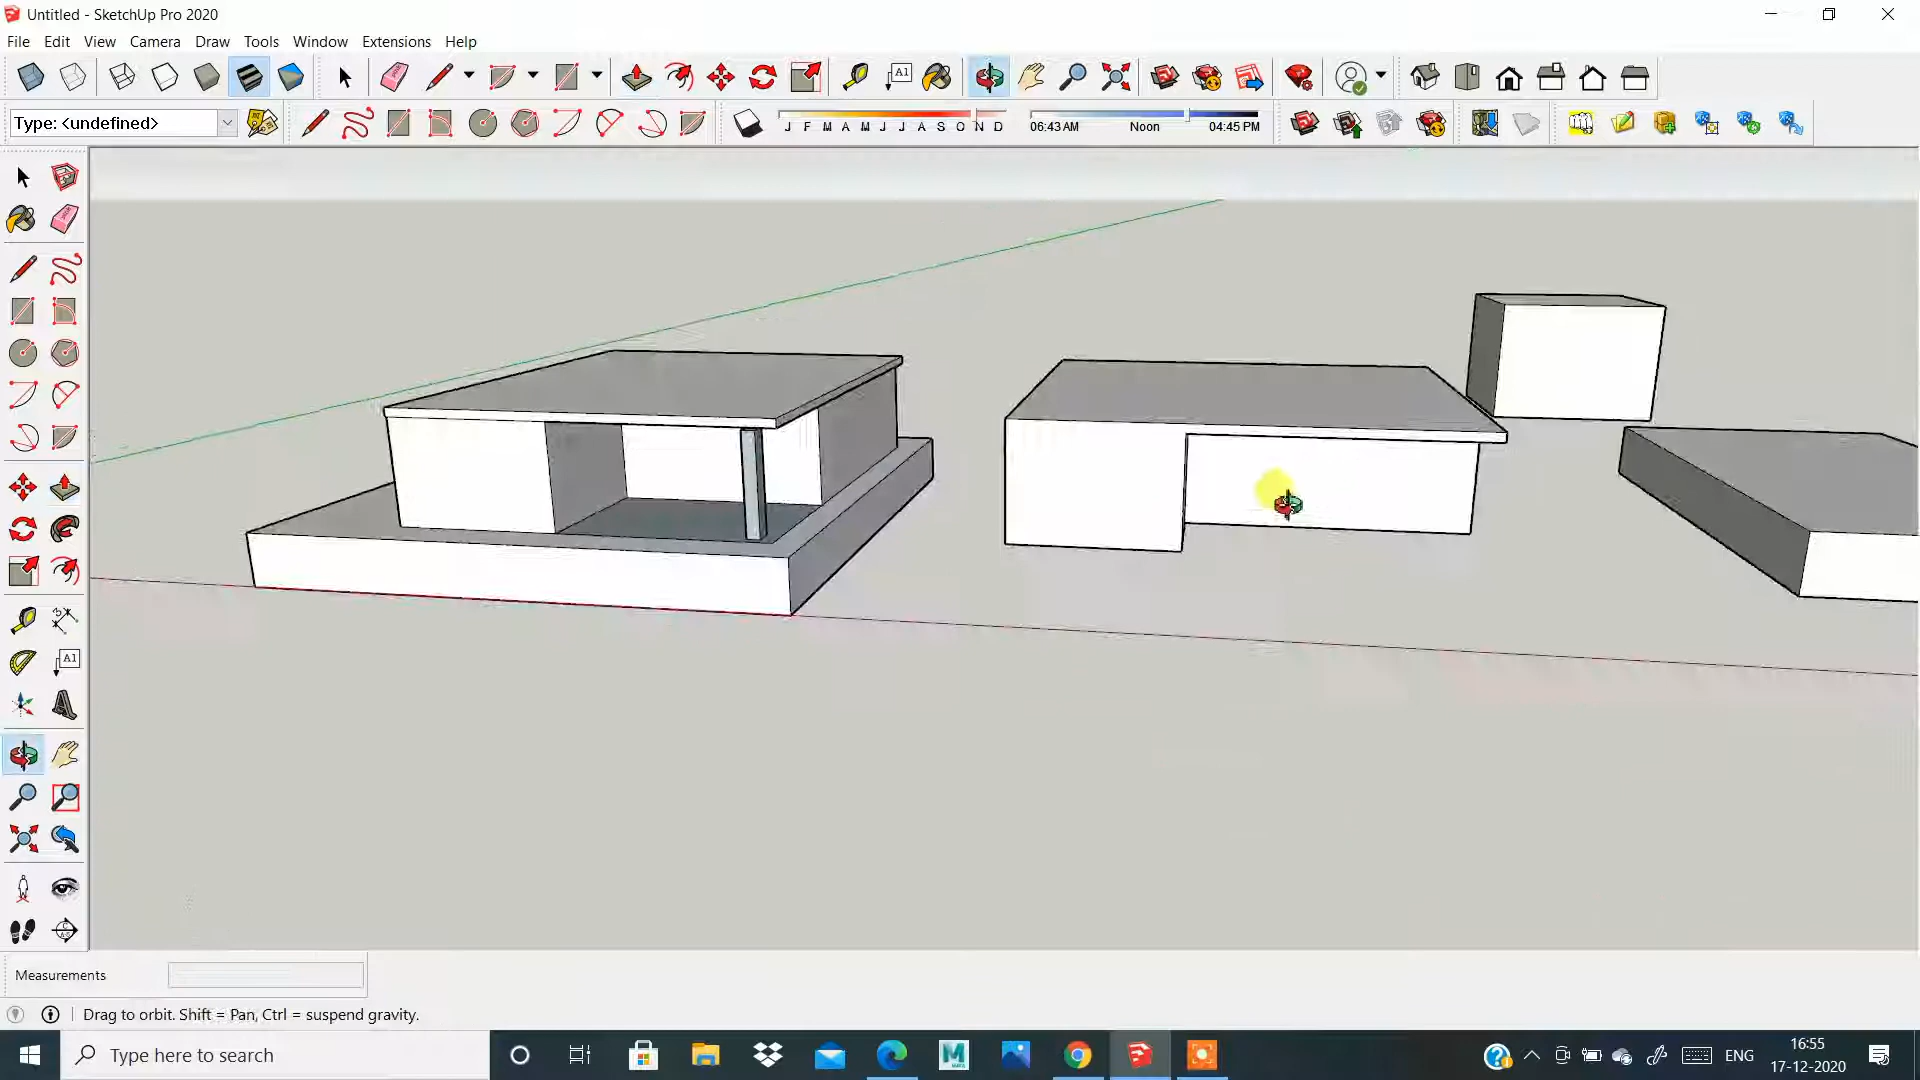 Untitled - SketchUp Pro 2020
File Edit View Camera Draw Tools Window Extensions Help
A1
Type: <undefined>
J F M A M J J A S O N D
06:43 AM Noon 04:45 PM
A1
Measurements
Drag to orbit. Shift = Pan, Ctrl = suspend gravity.
Type here to search
ENG
16:55
17-12-2020